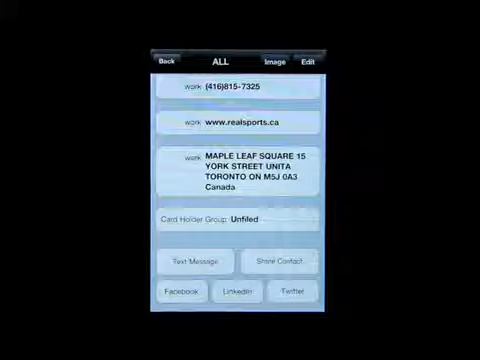 Back ALL Image Edit
work (416)815-7325
work www.realsports.ca
work MAPLE LEAF SQUARE 15
YORK STREET UNITA
TORONTO ON M5J 0A3
Canada
Card Holder Group: Unfiled
Text Message Share Contact
Facebook LinkedIn Twitter